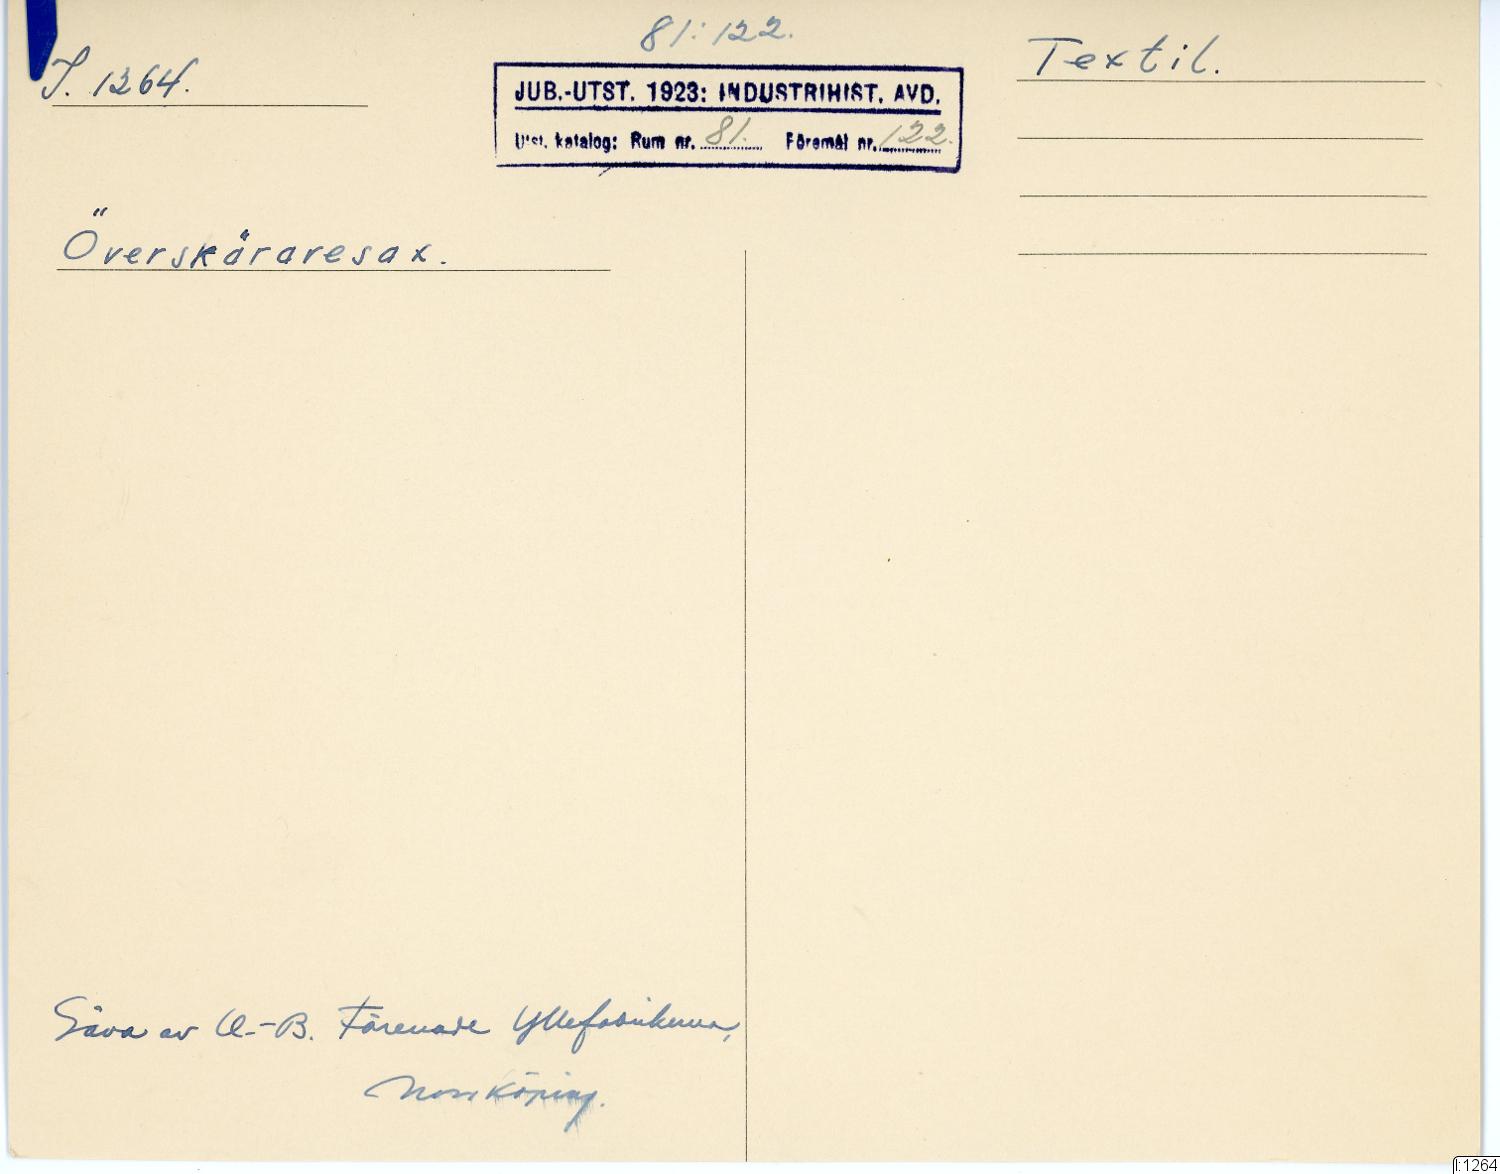 81:122.
I. 1264.
Textil.
JUB.-UTST. 1923: INDUSTRIHIST. AVD.
Utst. katalog: Rum nr. 81. Föremål nr. 122.
Överskäraresax.
Gåva av A.-B. Förenade Yllefabrikerna,
Norrköping.
I:1264